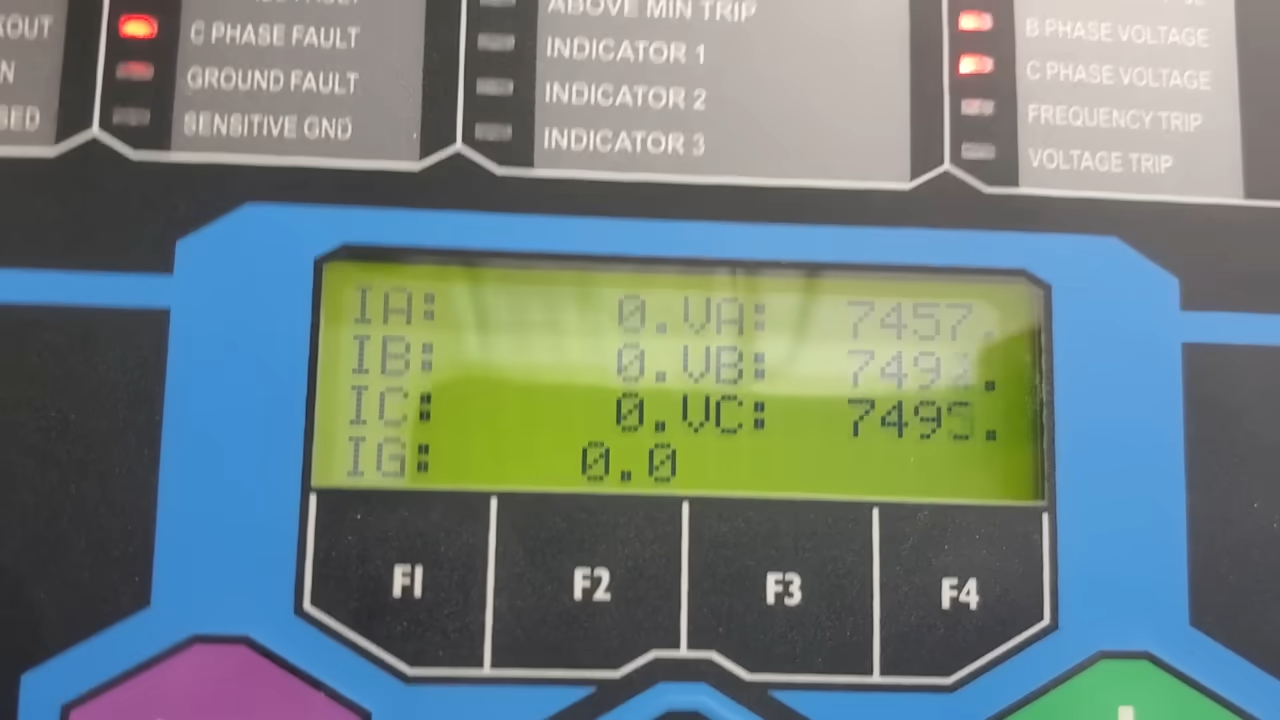 KOUT
C PHASE FAULT
GROUND FAULT
SENSITIVE GND
SED
ABOVE MIN TRIP
INDICATOR 1
INDICATOR 2
INDICATOR 3
B PHASE VOLTAGE
C PHASE VOLTAGE
FREQUENCY TRIP
VOLTAGE TRIP
IA: 0. VA: 7457.
IB: 0. VB:
IC: 0. VC: 7495.
IG: 0.0
F1 F2 F3 F4